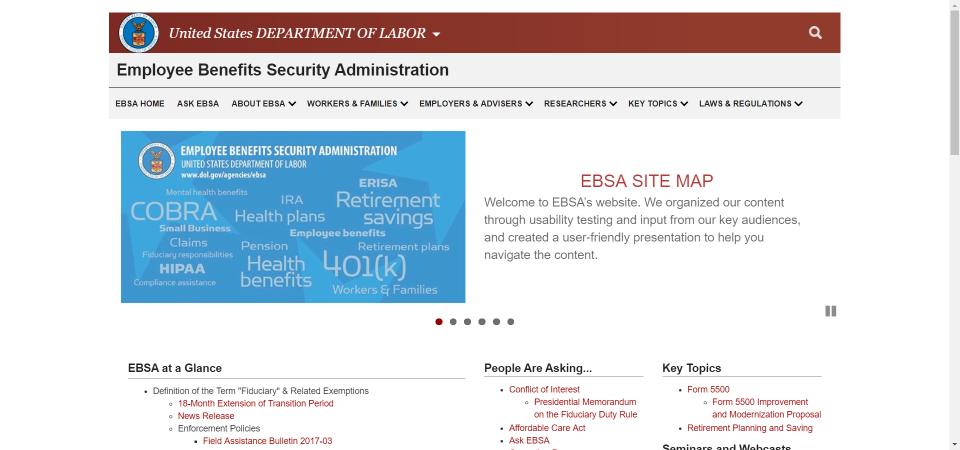 United States DEPARTMENT OF LABOR
Employee Benefits Security Administration
EBSA HOME ASK EBSA ABOUT EBSA WORKERS & FAMILIES EMPLOYERS & ADVISERS RESEARCHERS KEY TOPICS LAWS & REGULATIONS
EMPLOYEE BENEFITS SECURITY ADMINISTRATION
UNITED STATES DEPARTMENT OF LABOR
www.dol.gov/agencies/ebsa
ERISA
Mental health benefits
IRA
Retirement
savings
COBRA
Health plans
Small Business
Employee benefits
Claims
Pension
Retirement plans
Fiduciary responsibilities
Health
benefits
401(k)
HIPAA
Compliance assistance
Workers & Families
EBSA SITE MAP
Welcome to EBSA's website. We organized our content
through usability testing and input from our key audiences,
and created a user-friendly presentation to help you
navigate the content.
EBSA at a Glance
Definition of the Term "Fiduciary" & Related Exemptions
18-Month Extension of Transition Period
News Release
Enforcement Policies
Field Assistance Bulletin 2017-03
People Are Asking...
Conflict of Interest
Presidential Memorandum
on the Fiduciary Duty Rule
Affordable Care Act
Ask EBSA
Key Topics
Form 5500
Form 5500 Improvement
and Modernization Proposal
Retirement Planning and Saving
Seminars and Webcasts